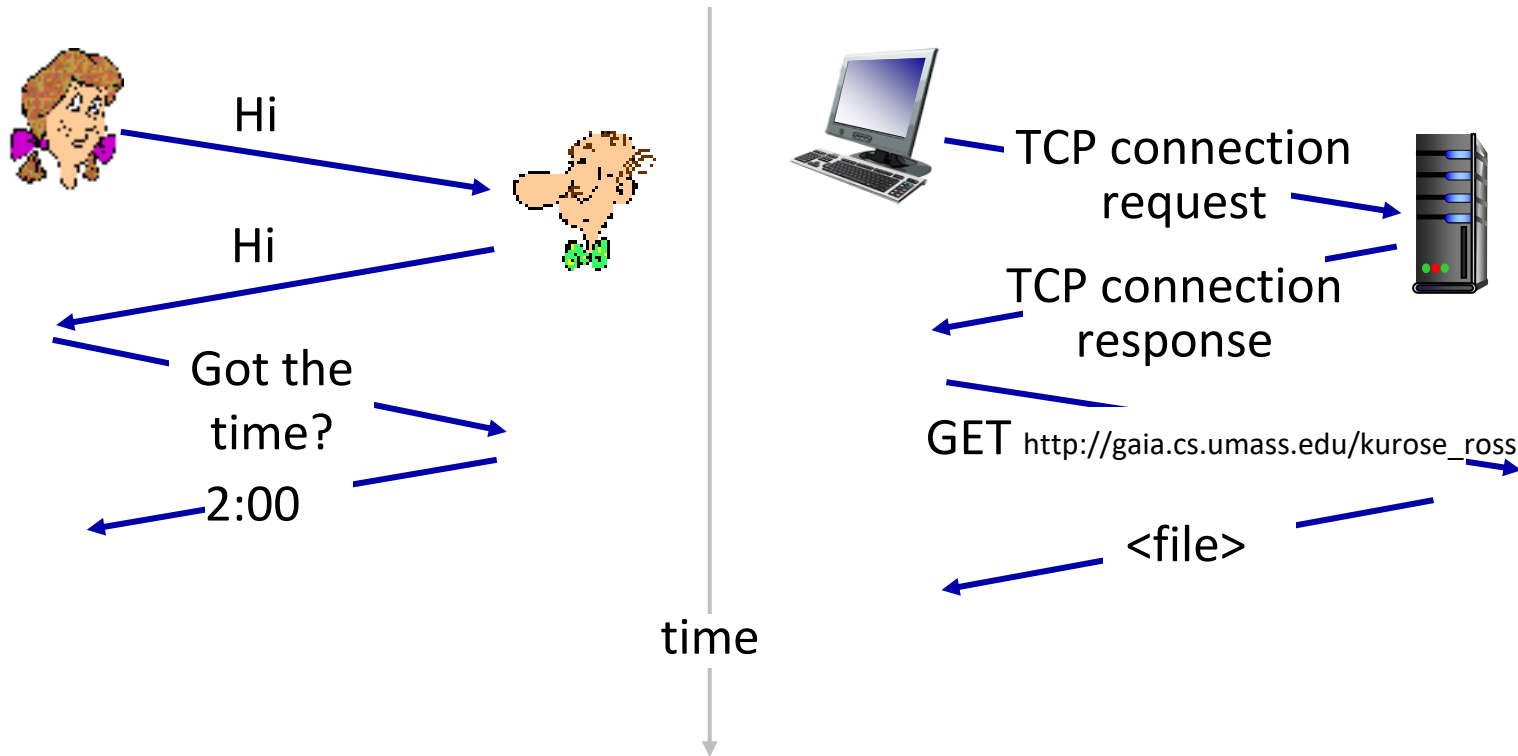 Hi
Hi
Got the
time?
2:00
time
TCP connection
request
TCP connection
response
GET http://gaia.cs.umass.edu/kurose_ross
<file>